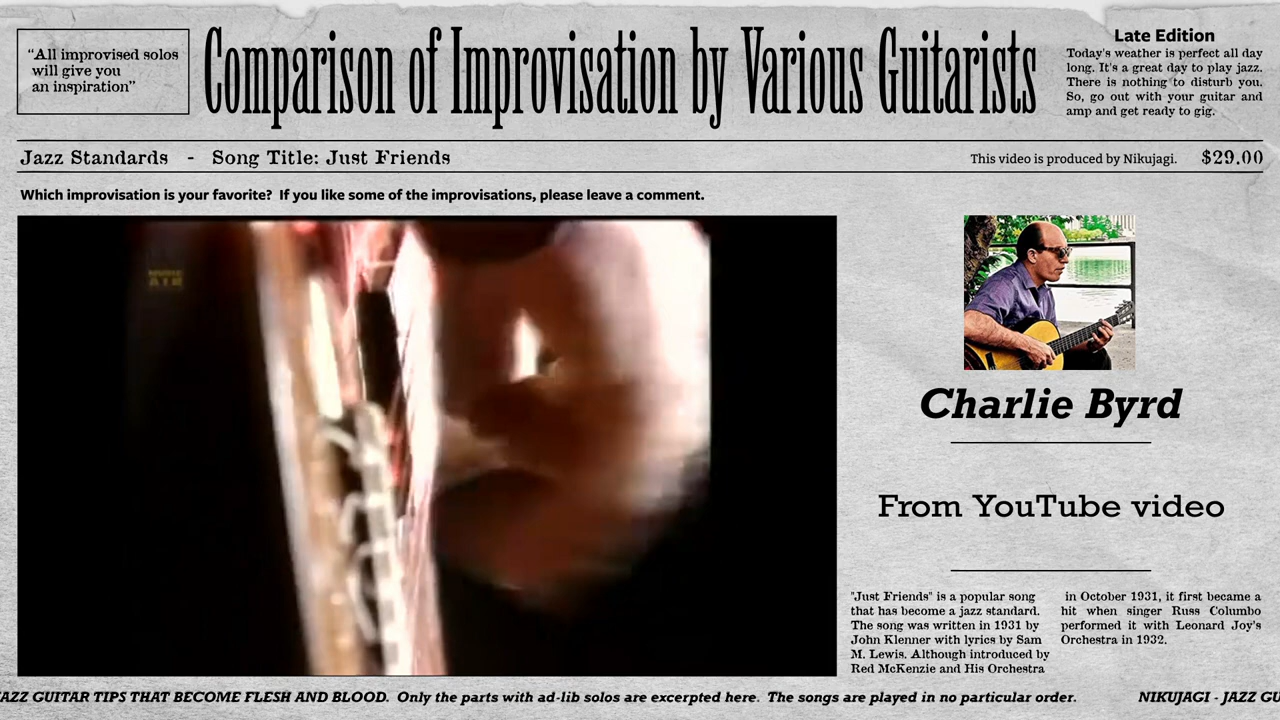 “All improvised solos
will give you
an inspiration”
Comparison of Improvisation by Various Guitarists
Late Edition
Today's weather is perfect all day
long. It's a great day to play jazz.
There is nothing to disturb you.
So, go out with your guitar and
amp and get ready to gig.
Jazz Standards - Song Title: Just Friends
This video is produced by Nikujagi. $29.00
Which improvisation is your favorite? If you like some of the improvisations, please leave a comment.
MUSIC
AIR
Charlie Byrd
From YouTube video
"Just Friends" is a popular song
that has become a jazz standard.
The song was written in 1931 by
John Klenner with lyrics by Sam
M. Lewis. Although introduced by
Red McKenzie and His Orchestra
in October 1931, it first became a
hit when singer Russ Columbo
performed it with Leonard Joy's
Orchestra in 1932.
AZZ GUITAR TIPS THAT BECOME FLESH AND BLOOD. Only the parts with ad-lib solos are excerpted here. The songs are played in no particular order. NIKUJAGI - JAZZ GU